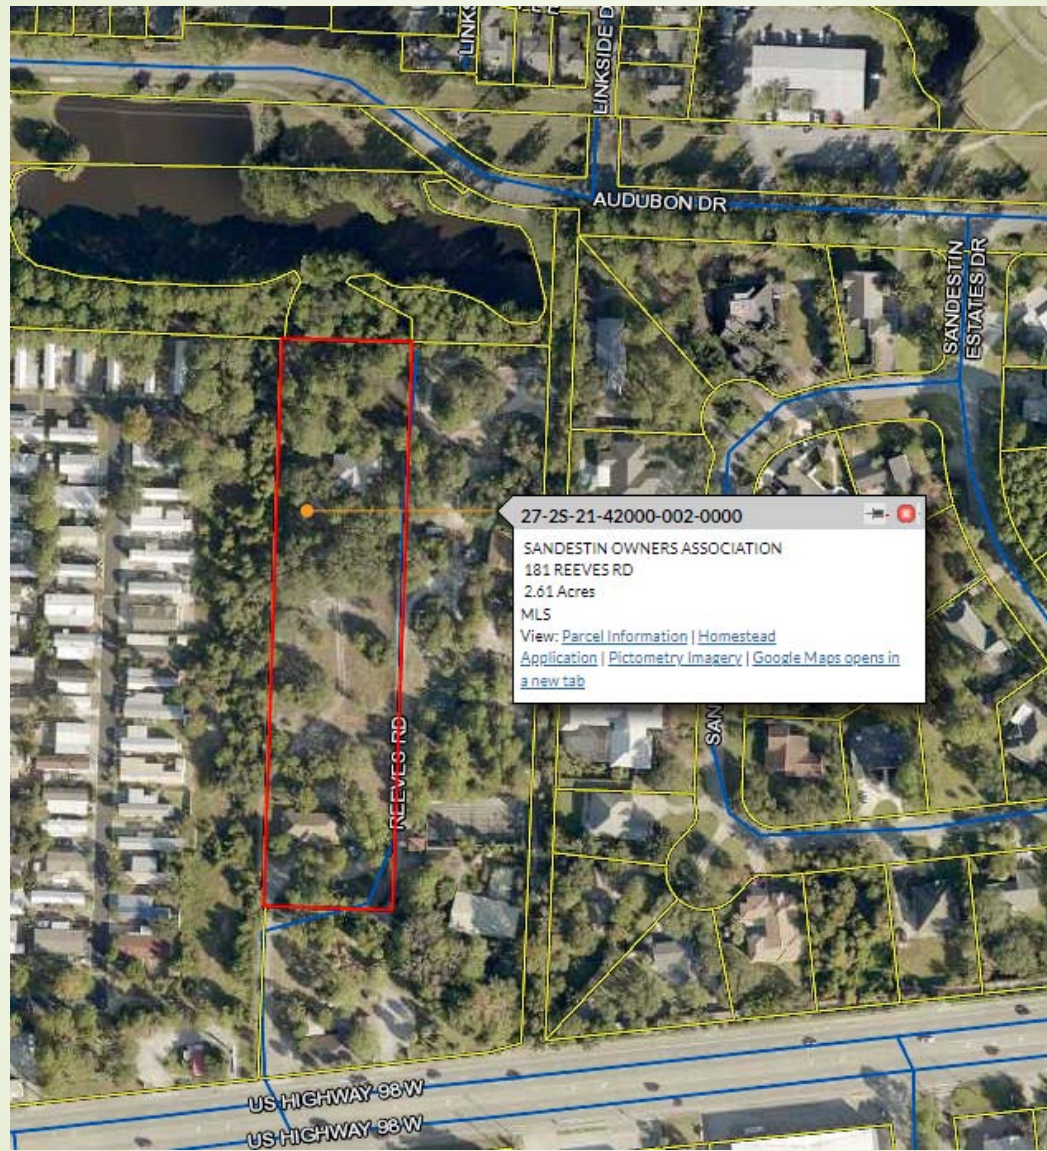 LINKS
LINKSIDE D
AUDUBON DR
SANDESTIN
ESTATES DR
27-2S-21-42000-002-0000
SANDESTIN OWNERS ASSOCIATION
181 REEVES RD
2.61 Acres
MLS
View: Parcel Information | Homestead
Application | Pictometry Imagery | Google Maps opens in
a new tab
SAN
REEVES RD
US HIGHWAY 98 W
US HIGHWAY 98 W